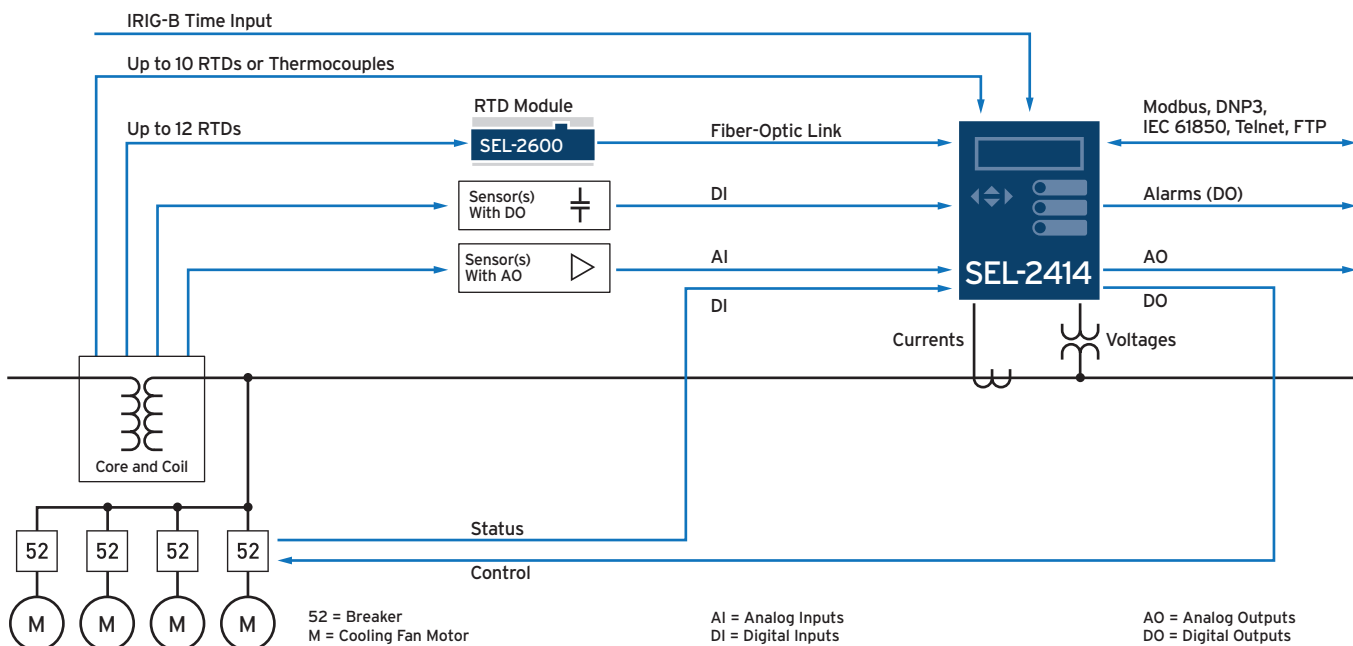 IRIG-B Time Input
Up to 10 RTDs or Thermocouples
Up to 12 RTDs
RTD Module
SEL-2600
Fiber-Optic Link
Modbus, DNP3,
IEC 61850, Telnet, FTP
Sensor(s)
With DO
DI
Alarms (DO)
Sensor(s)
With AO
AI
SEL-2414
AO
DI
DO
Currents
Voltages
Core and Coil
52
52
52
52
Status
Control
M
M
M
M
52 = Breaker
M = Cooling Fan Motor
AI = Analog Inputs
DI = Digital Inputs
AO = Analog Outputs
DO = Digital Outputs